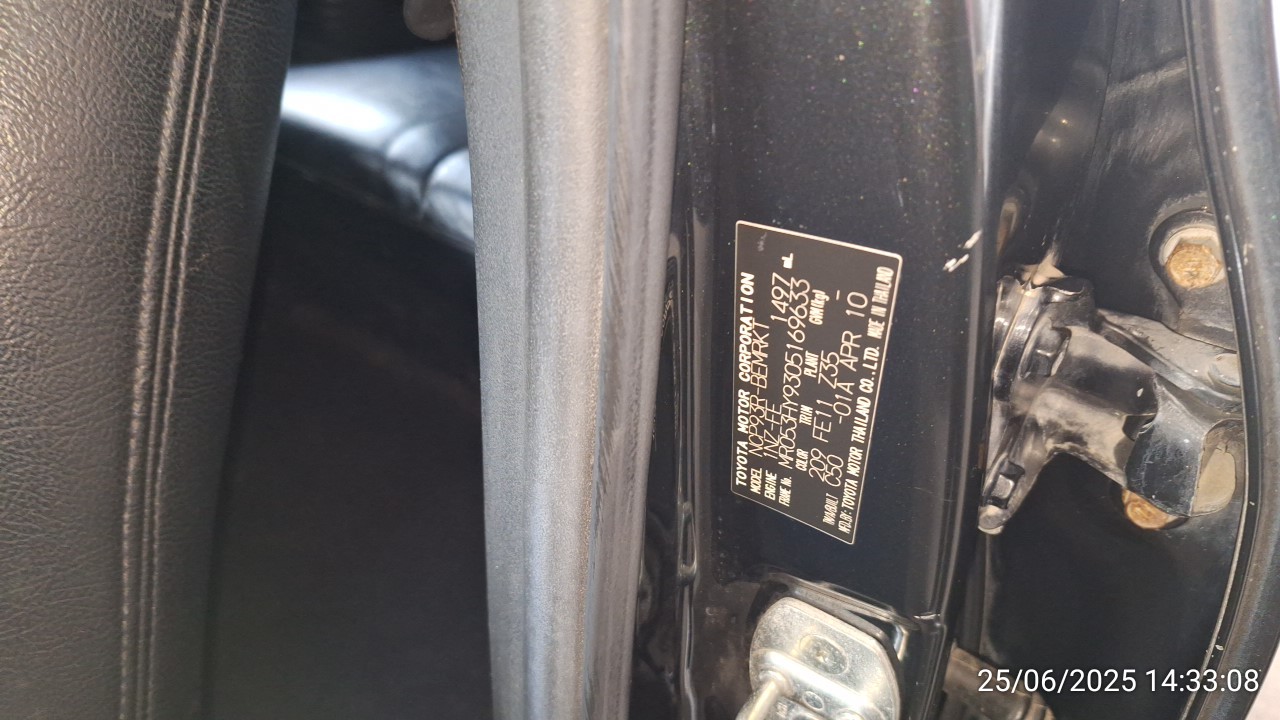 TOYOTA MOTOR CORPORATION
MODEL NCP93R-BEMRKT
ENGINE 1NZ-FE 1497 mL
FRAME No. MR053HY9305169633
COLOR TRIM PLANT GVM(kg)
209 FE11 Z35 -
C50 -01A APR 10
MFD.BY: TOYOTA MOTOR THAILAND CO.,LTD. MADE IN THAILAND
25/06/2025 14:33:08